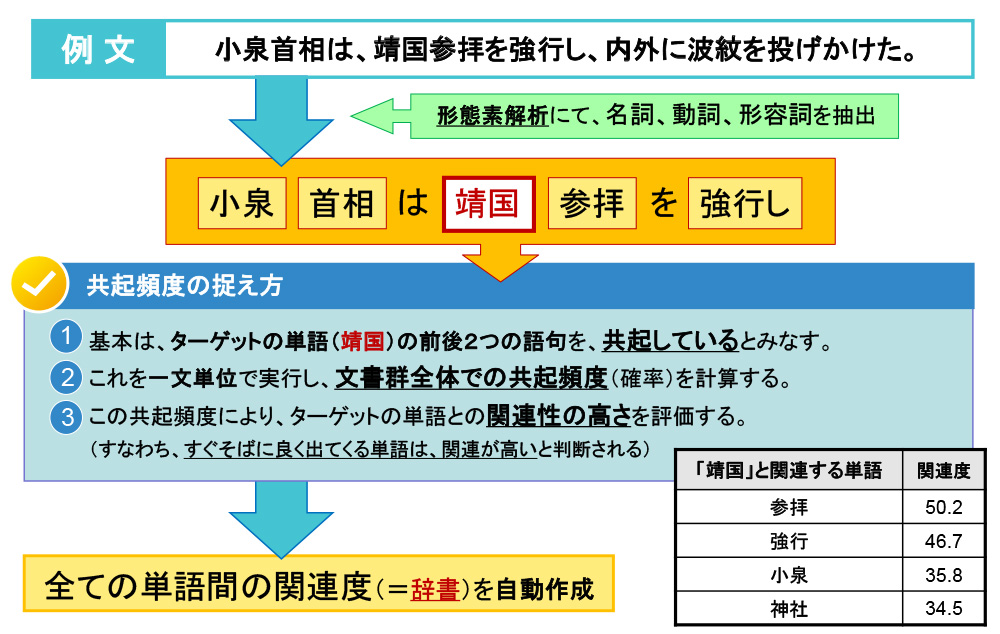 例文
小泉首相は、靖国参拝を強行し、内外に波紋を投げかけた。
形態素解析にて、名詞、動詞、形容詞を抽出
小泉 首相 は 靖国 参拝 を 強行し
共起頻度の捉え方
1 基本は、ターゲットの単語（靖国）の前後２つの語句を、共起しているとみなす。
2 これを一文単位で実行し、文書群全体での共起頻度（確率）を計算する。
3 この共起頻度により、ターゲットの単語との関連性の高さを評価する。
（すなわち、すぐそばに良く出てくる単語は、関連が高いと判断される）
「靖国」と関連する単語 関連度
参拝 50.2
強行 46.7
小泉 35.8
神社 34.5
全ての単語間の関連度（＝辞書）を自動作成